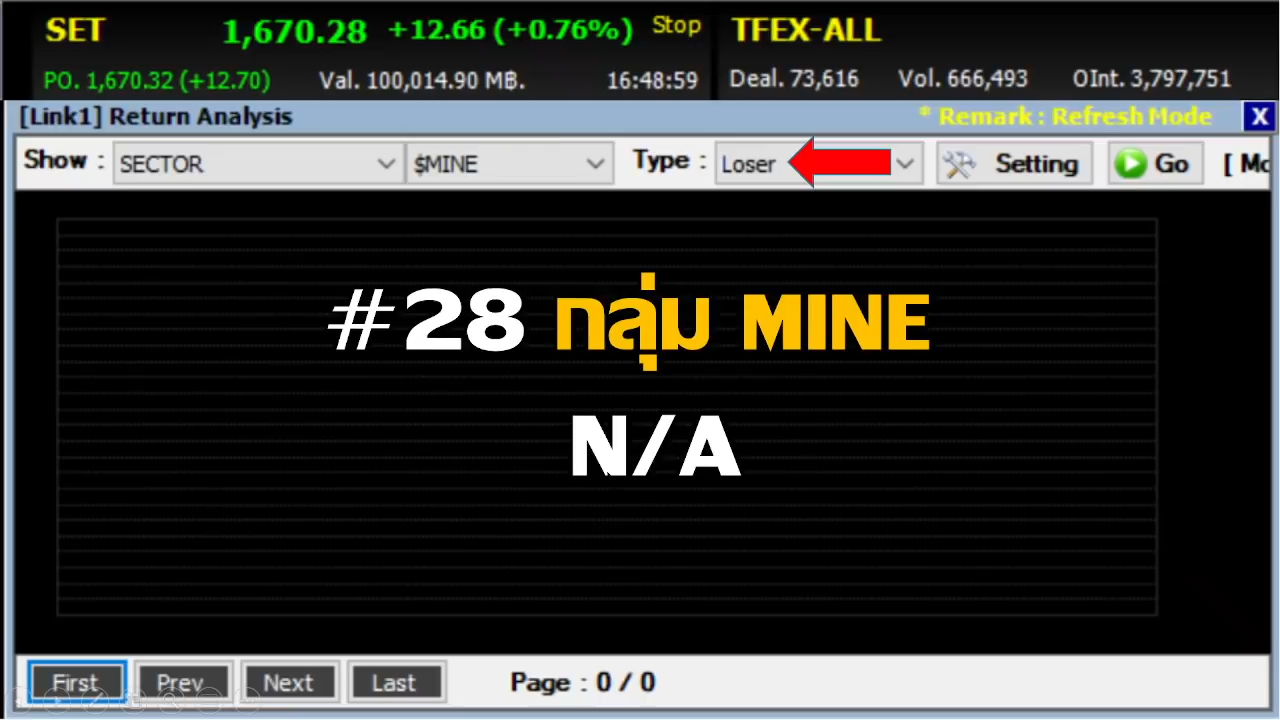 SET 1,670.28 +12.66 (+0.76%) Stop TFEX-ALL
PO. 1,670.32 (+12.70) Val. 100,014.90 M฿. 16:48:59 Deal. 73,616 Vol. 666,493 OInt. 3,797,751
[Link1] Return Analysis * Remark : Refresh Mode X
Show : SECTOR $MINE Type : Loser Setting Go [ Mo
#28 กลุ่ม MINE
N/A
First Prev Next Last Page : 0 / 0